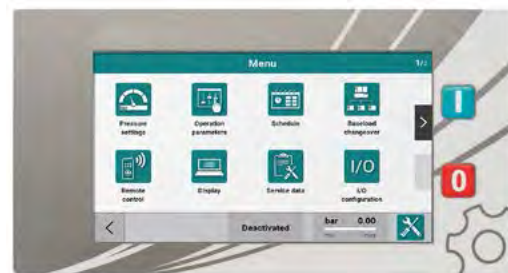 Menu 1/2
Pressure
settings
Operation
parameters
Schedule
Baseload
changeover
Remote
control
Display
Service data
I/O
I/O
configuration
Deactivated
bar 0.00
I
0